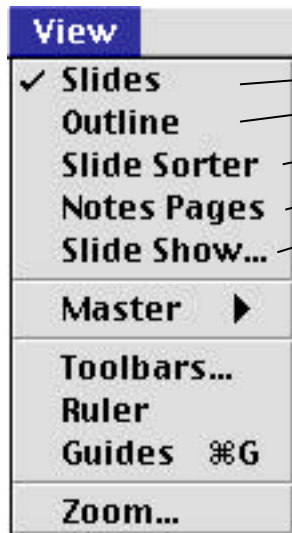 View
✓ Slides
Outline
Slide Sorter
Notes Pages
Slide Show...
Master ▶
Toolbars...
Ruler
Guides ⌘G
Zoom...